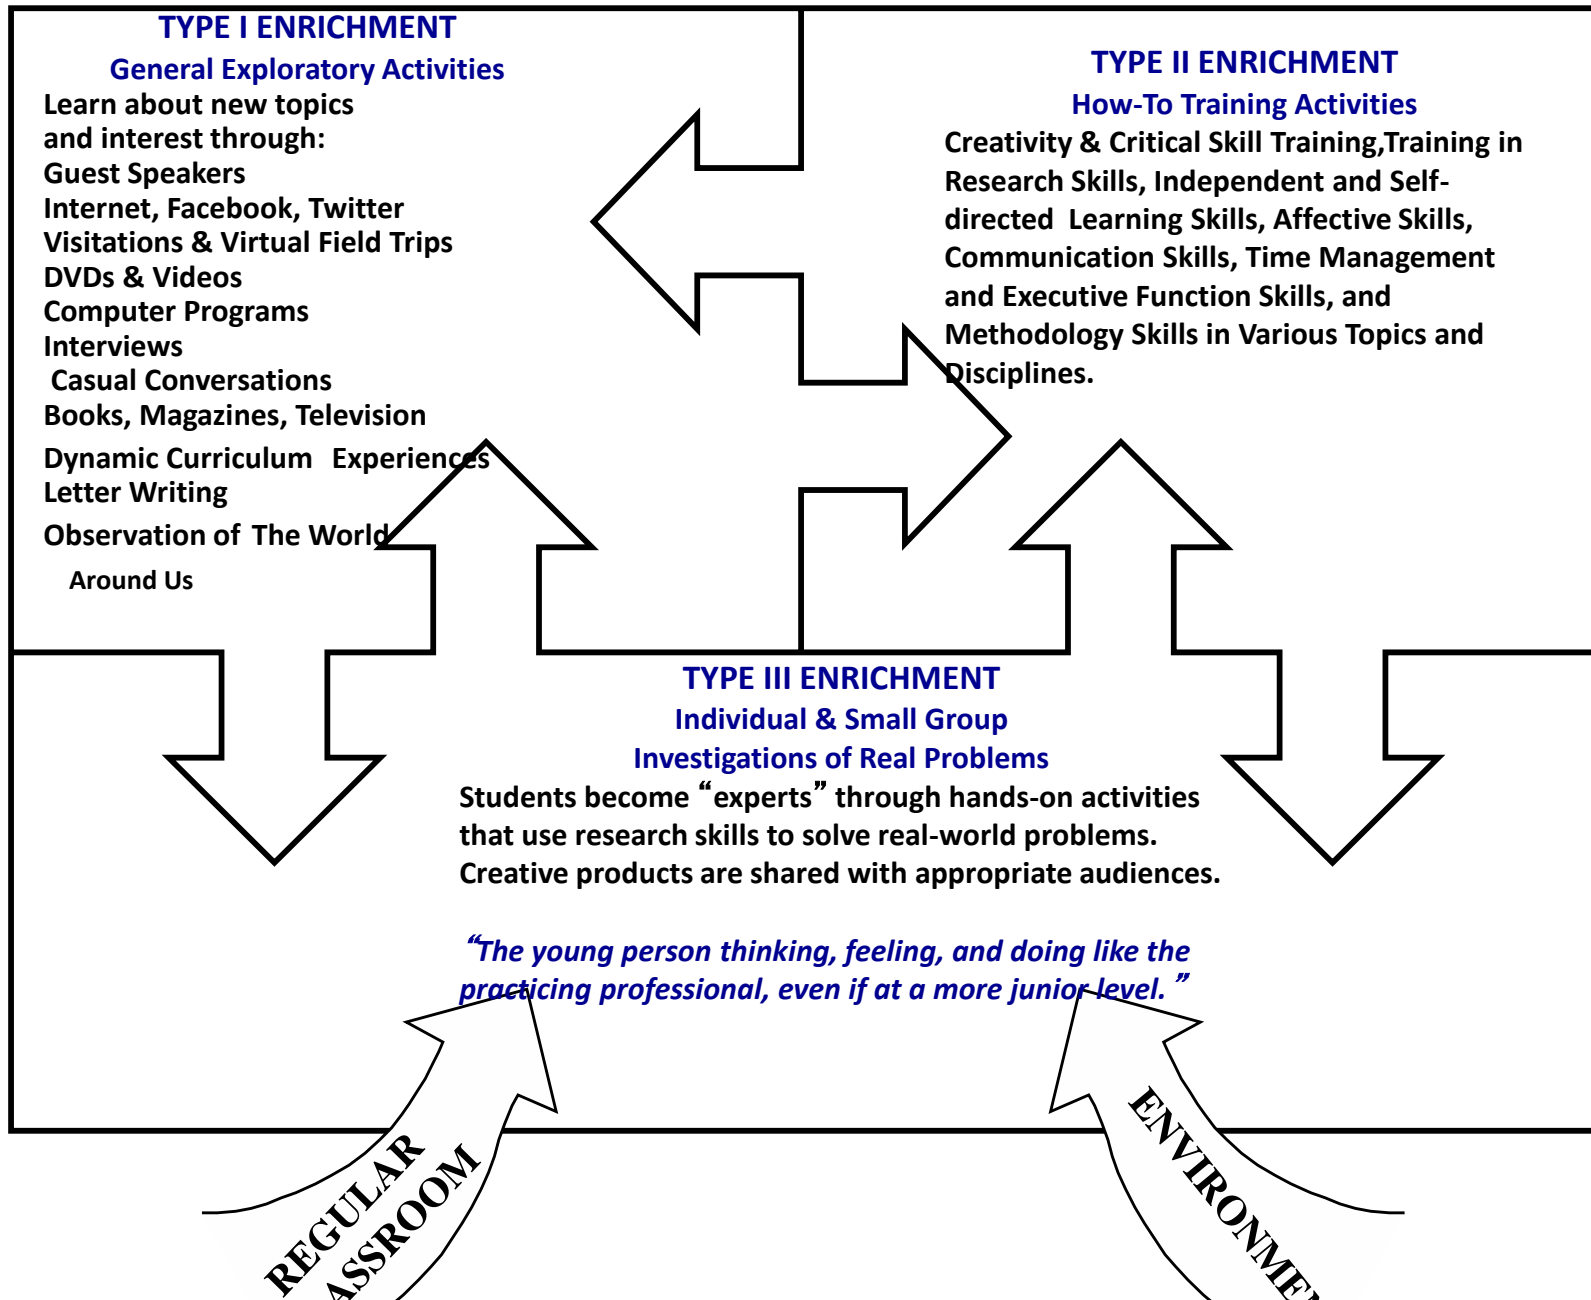 TYPE I ENRICHMENT
General Exploratory Activities
Learn about new topics
and interest through:
Guest Speakers
Internet, Facebook, Twitter
Visitations & Virtual Field Trips
DVDs & Videos
Computer Programs
Interviews
Casual Conversations
Books, Magazines, Television
Dynamic Curriculum Experiences
Letter Writing
Observation of The World
Around Us
TYPE II ENRICHMENT
How-To Training Activities
Creativity & Critical Skill Training,Training in
Research Skills, Independent and Self-
directed Learning Skills, Affective Skills,
Communication Skills, Time Management
and Executive Function Skills, and
Methodology Skills in Various Topics and
Disciplines.
TYPE III ENRICHMENT
Individual & Small Group
Investigations of Real Problems
Students become “experts” through hands-on activities
that use research skills to solve real-world problems.
Creative products are shared with appropriate audiences.
“The young person thinking, feeling, and doing like the
practicing professional, even if at a more junior level. ”
REGULAR
ASSROOM
ENVIRONMEN